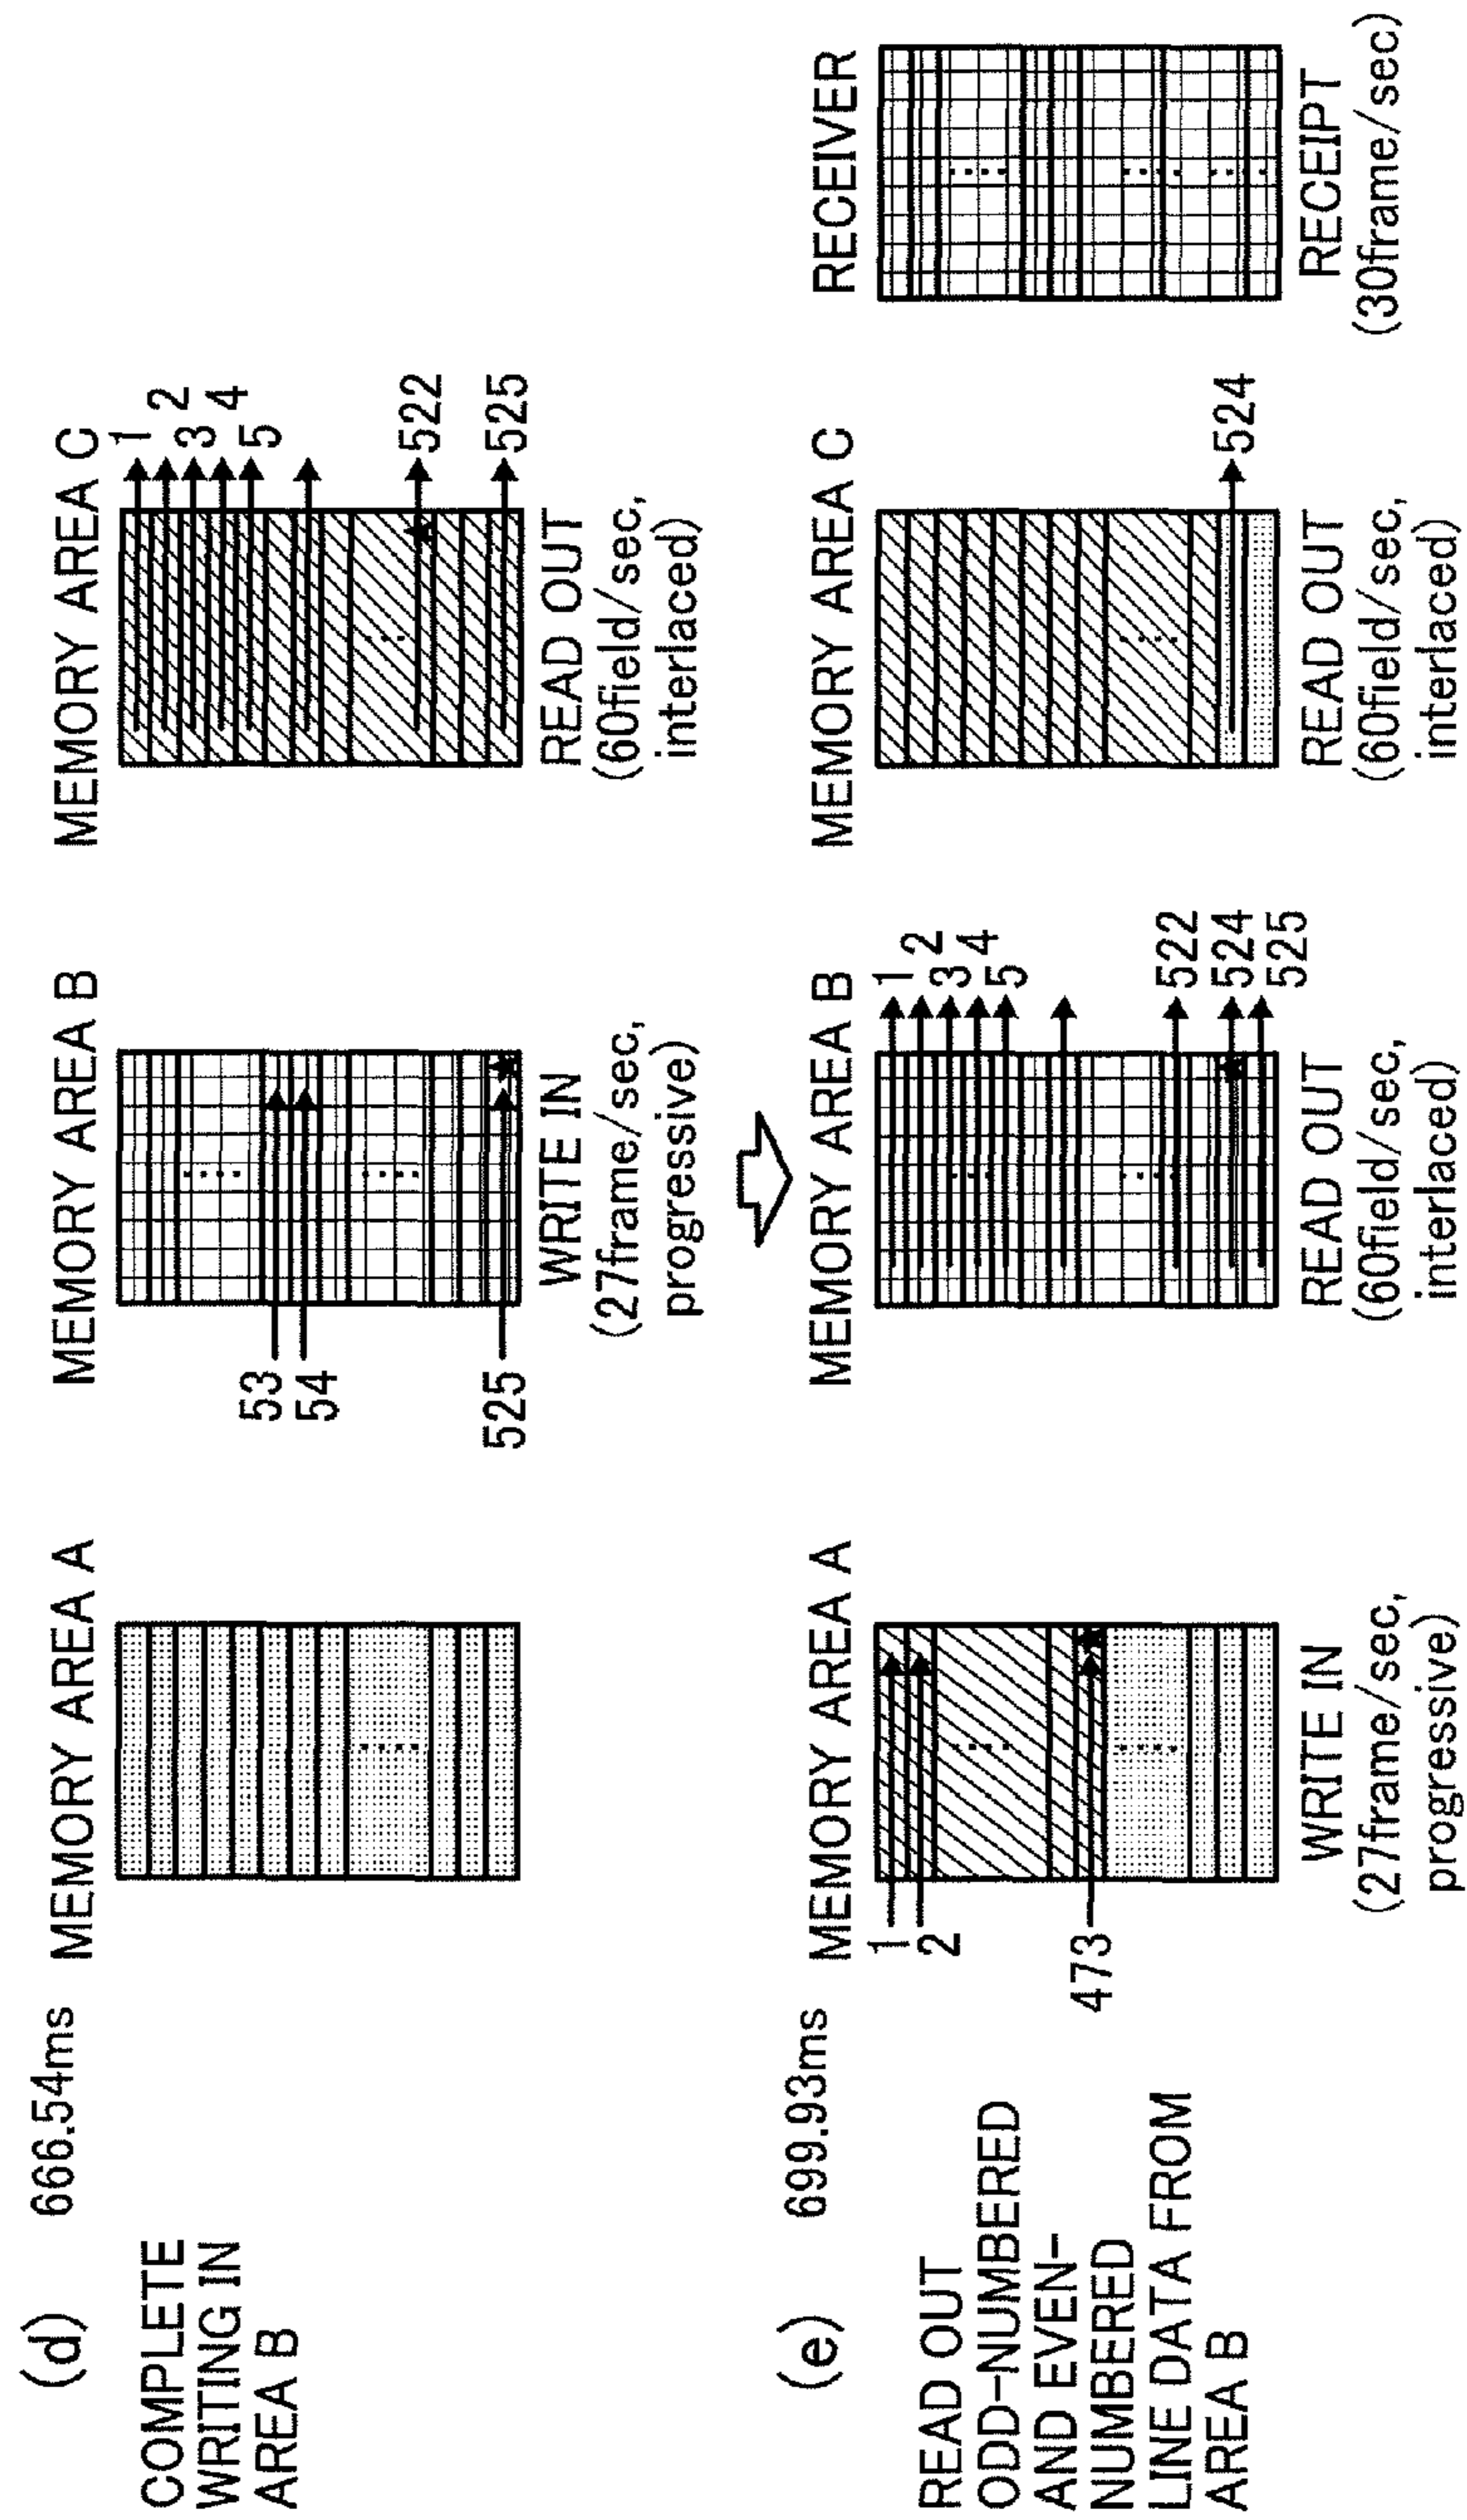 (d) 666.54ms
COMPLETE
WRITING IN
AREA B
MEMORY AREA A
MEMORY AREA B
53
54
525
WRITE IN
(27frame/sec,
progressive)
MEMORY AREA C
1
2
3
4
5
522
525
READ OUT
(60field/sec,
interlaced)
(e) 699.93ms
READ OUT
ODD-NUMBERED
AND EVEN-
NUMBERED
LINE DATA FROM
AREA B
MEMORY AREA A
1
2
473
WRITE IN
(27frame/sec,
progressive)
MEMORY AREA B
1
2
3
4
5
522
524
525
READ OUT
(60field/sec,
interlaced)
MEMORY AREA C
524
READ OUT
(60field/sec,
interlaced)
RECEIVER
RECEIPT
(30frame/sec)